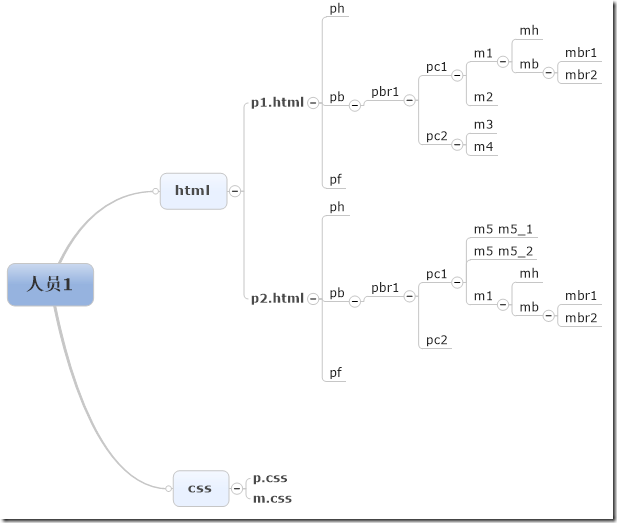 人员1
html
p1.html
ph
pb
pbr1
pc1
m1
mh
mb
mbr1
mbr2
m2
pc2
m3
m4
pf
p2.html
ph
pb
pbr1
pc1
m5 m5_1
m5 m5_2
m1
mh
mb
mbr1
mbr2
pc2
pf
css
p.css
m.css